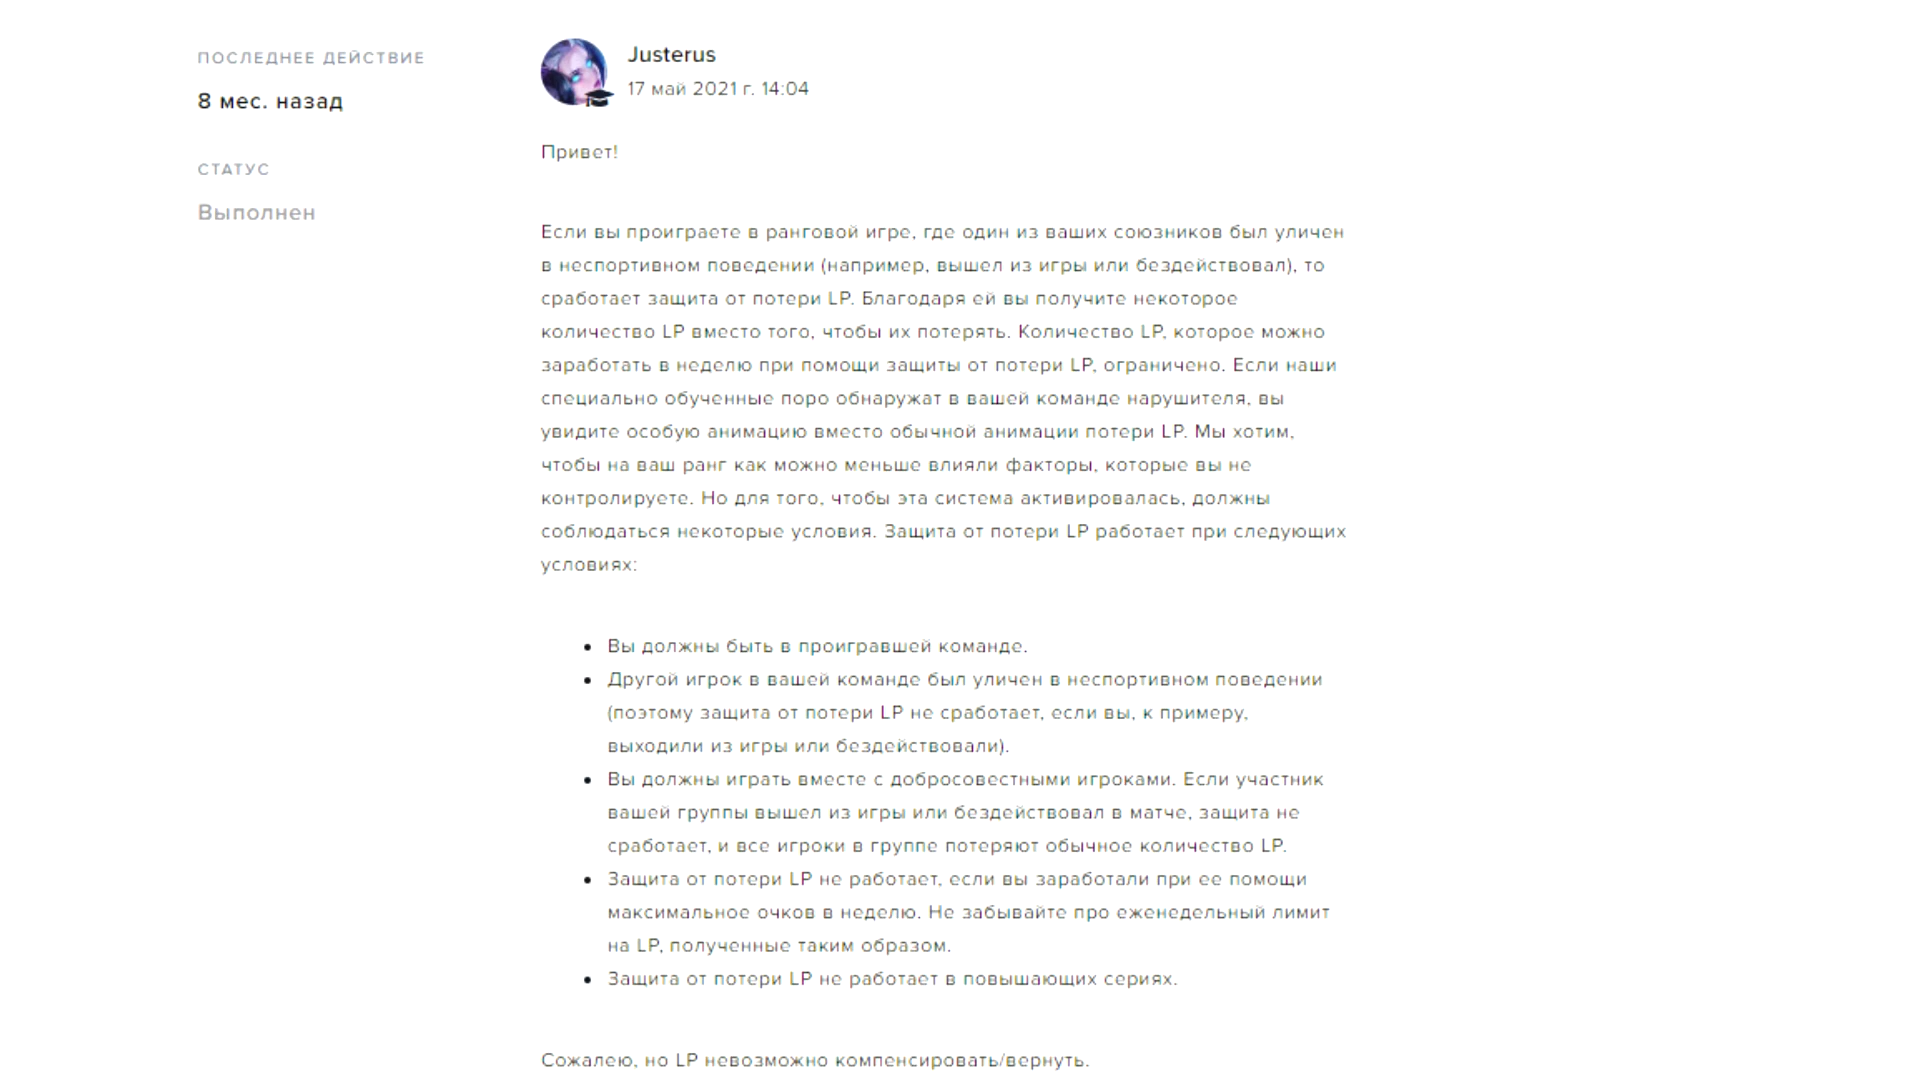 ПОСЛЕДНЕЕ ДЕЙСТВИЕ
8 мес. назад
СТАТУС
Выполнен
Justerus
17 май 2021 г. 14:04
Привет!
Если вы проиграете в ранговой игре, где один из ваших союзников был уличен
в неспортивном поведении (например, вышел из игры или бездействовал), то
сработает защита от потери LP. Благодаря ей вы получите некоторое
количество LP вместо того, чтобы их потерять. Количество LP, которое можно
заработать в неделю при помощи защиты от потери LP, ограничено. Если наши
специально обученные поро обнаружат в вашей команде нарушителя, вы
увидите особую анимацию вместо обычной анимации потери LP. Мы хотим,
чтобы на ваш ранг как можно меньше влияли факторы, которые вы не
контролируете. Но для того, чтобы эта система активировалась, должны
соблюдаться некоторые условия. Защита от потери LP работает при следующих
условиях:
• Вы должны быть в проигравшей команде.
• Другой игрок в вашей команде был уличен в неспортивном поведении
(поэтому защита от потери LP не сработает, если вы, к примеру,
выходили из игры или бездействовали).
• Вы должны играть вместе с добросовестными игроками. Если участник
вашей группы вышел из игры или бездействовал в матче, защита не
сработает, и все игроки в группе потеряют обычное количество LP.
• Защита от потери LP не работает, если вы заработали при ее помощи
максимальное очков в неделю. Не забывайте про еженедельный лимит
на LP, полученные таким образом.
• Защита от потери LP не работает в повышающих сериях.
Сожалею, но LP невозможно компенсировать/вернуть.